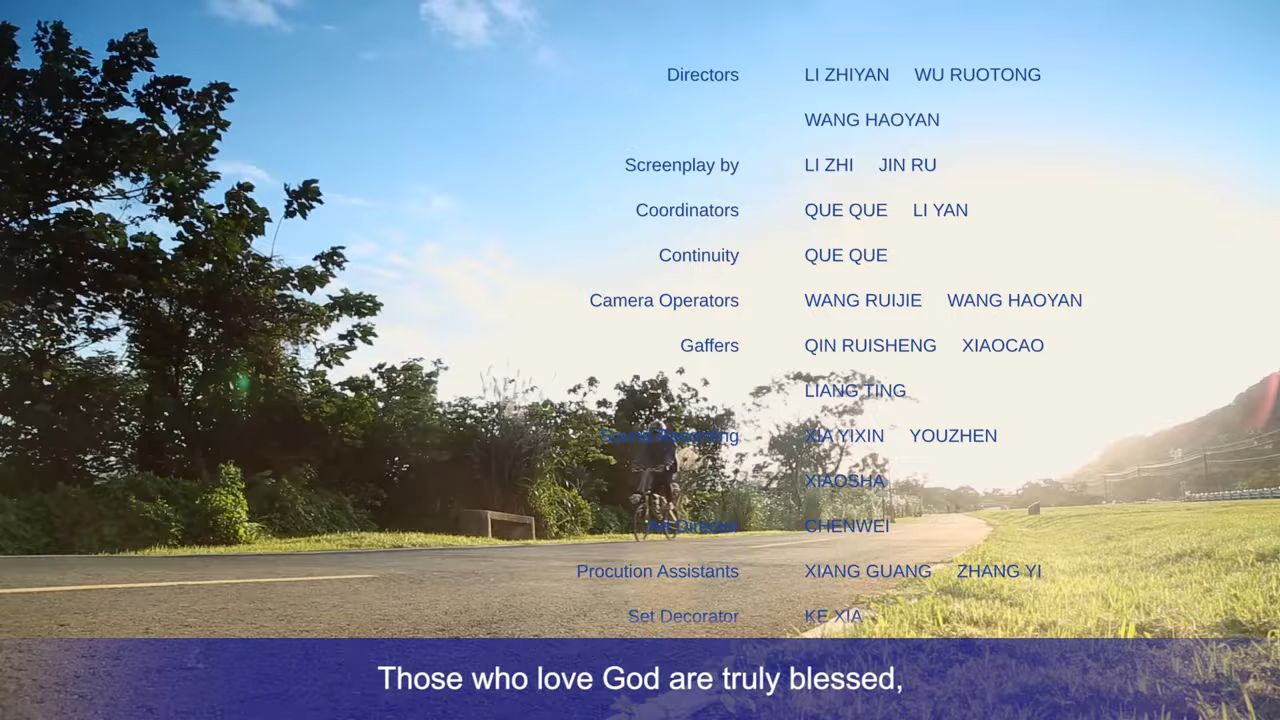 Directors LI ZHIYAN WU RUOTONG
WANG HAOYAN
Screenplay by LI ZHI JIN RU
Coordinators QUE QUE LI YAN
Continuity QUE QUE
Camera Operators WANG RUIJIE WANG HAOYAN
Gaffers QIN RUISHENG XIAOCAO
LIANG TING
Sound Recording XIA YIXIN YOUZHEN
XIAOSHA
Art Director CHENWEI
Procution Assistants XIANG GUANG ZHANG YI
Set Decorator KE XIA
Those who love God are truly blessed,